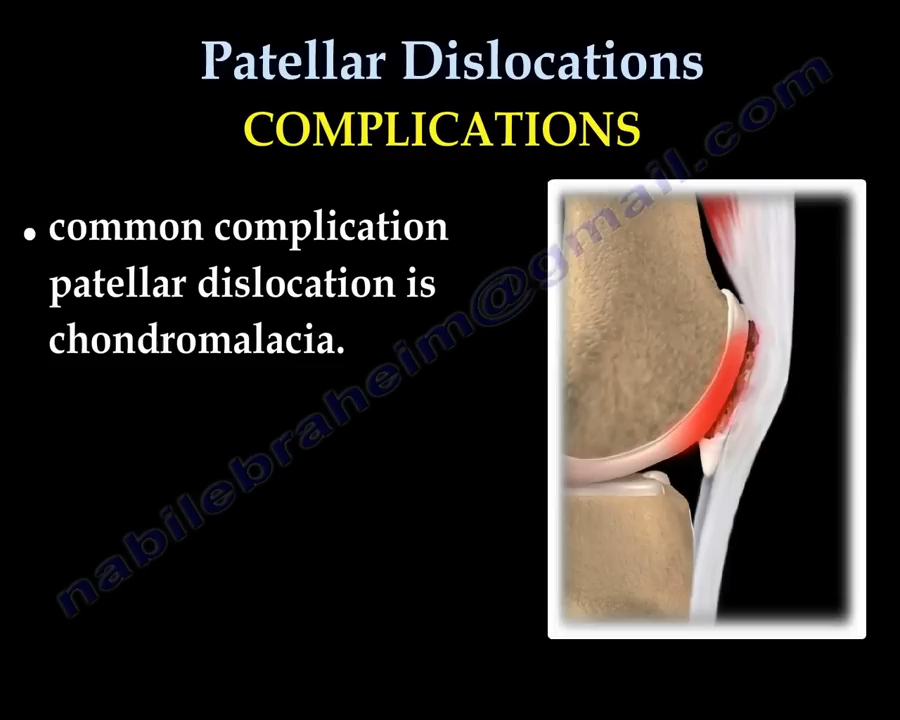 Patellar Dislocations
COMPLICATIONS
• common complication
patellar dislocation is
chondromalacia.
nabilebraheim@gmail.com